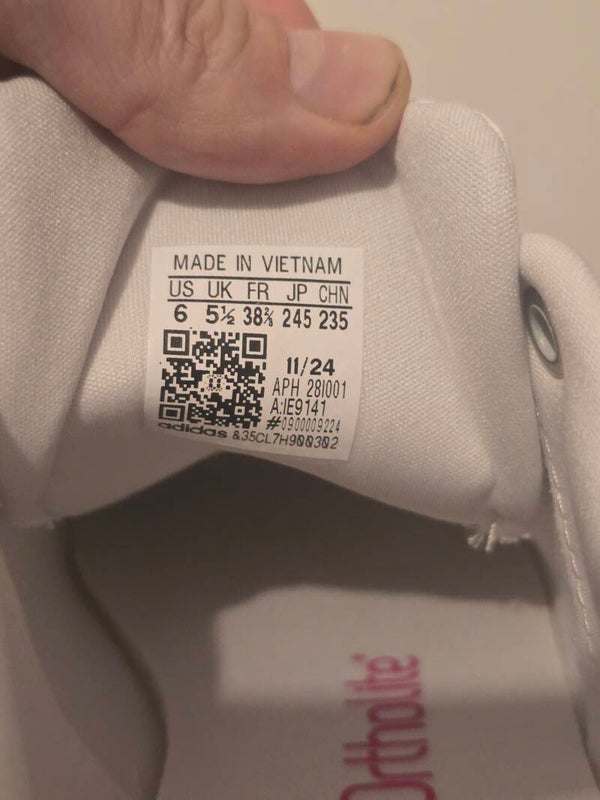 MADE IN VIETNAM
US UK FR JP CHN
6 5½ 38⅔ 245 235
11/24
APH 28I001
A:IE9141
#0900009224
adidas &35CL7H900302
Ortholite